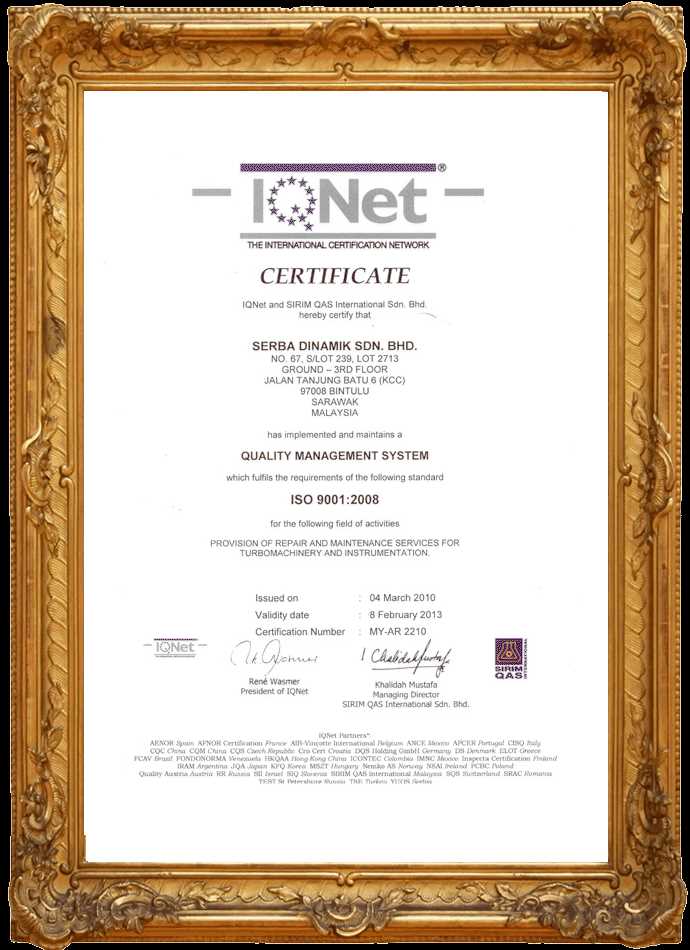 ®
IQNet
THE INTERNATIONAL CERTIFICATION NETWORK
CERTIFICATE
IQNet and SIRIM QAS International Sdn. Bhd.
hereby certify that
SERBA DINAMIK SDN. BHD.
NO. 67, S/LOT 239, LOT 2713
GROUND – 3RD FLOOR
JALAN TANJUNG BATU 6 (KCC)
97008 BINTULU
SARAWAK
MALAYSIA
has implemented and maintains a
QUALITY MANAGEMENT SYSTEM
which fulfils the requirements of the following standard
ISO 9001:2008
for the following field of activities
PROVISION OF REPAIR AND MAINTENANCE SERVICES FOR
TURBOMACHINERY AND INSTRUMENTATION.
Issued on : 04 March 2010
Validity date : 8 February 2013
Certification Number : MY-AR 2210
IQNet
René Wasmer
President of IQNet
Khalidah Mustafa
Managing Director
SIRIM QAS International Sdn. Bhd.
SIRIM
QAS
INTERNATIONAL
IQNet Partners*:
AENOR Spain AFNOR Certification France AIB-Vinçotte International Belgium ANCE Mexico APCER Portugal CISQ Italy
CQC China CQM China CQS Czech Republic Cro Cert Croatia DQS Holding GmbH Germany DS Denmark ELOT Greece
FCAV Brazil FONDONORMA Venezuela HKQAA Hong Kong China ICONTEC Colombia IMNC Mexico Inspecta Certification Finland
IRAM Argentina JQA Japan KFQ Korea MSZT Hungary Nemko AS Norway NSAI Ireland PCBC Poland
Quality Austria Austria RR Russia SII Israel SIQ Slovenia SIRIM QAS International Malaysia SQS Switzerland SRAC Romania
TEST St Petersburg Russia TSE Turkey YUQS Serbia